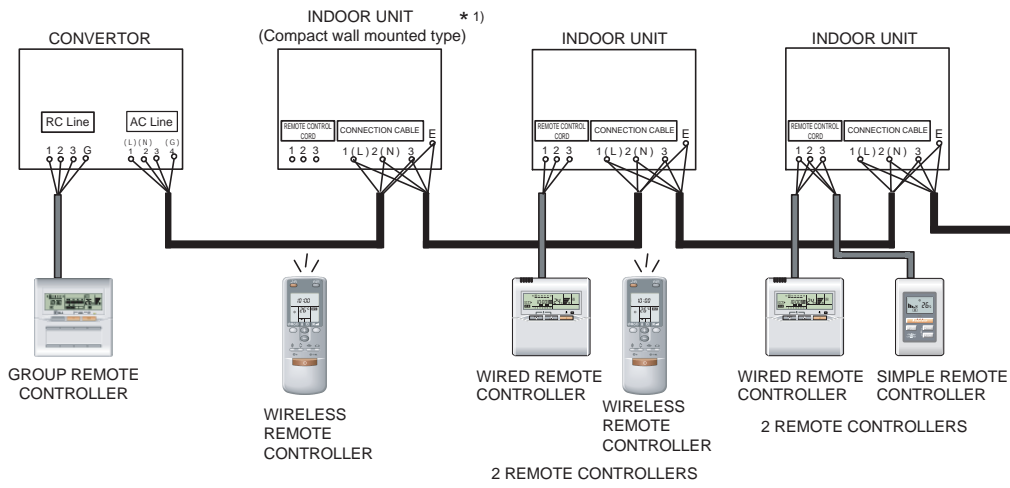 CONVERTOR
RC Line
AC Line
1 2 3 G
(L) (N) (G)
1 2 3 4
GROUP REMOTE
CONTROLLER
INDOOR UNIT * 1)
(Compact wall mounted type)
REMOTE CONTROL
CORD
CONNECTION CABLE
E
1 2 3
1(L) 2(N) 3
WIRELESS
REMOTE
CONTROLLER
INDOOR UNIT
REMOTE CONTROL
CORD
CONNECTION CABLE
E
1 2 3
1(L) 2(N) 3
WIRED REMOTE
CONTROLLER
WIRELESS
REMOTE
CONTROLLER
2 REMOTE CONTROLLERS
INDOOR UNIT
REMOTE CONTROL
CORD
CONNECTION CABLE
E
1 2 3
1(L) 2(N) 3
WIRED REMOTE
CONTROLLER
SIMPLE REMOTE
CONTROLLER
2 REMOTE CONTROLLERS